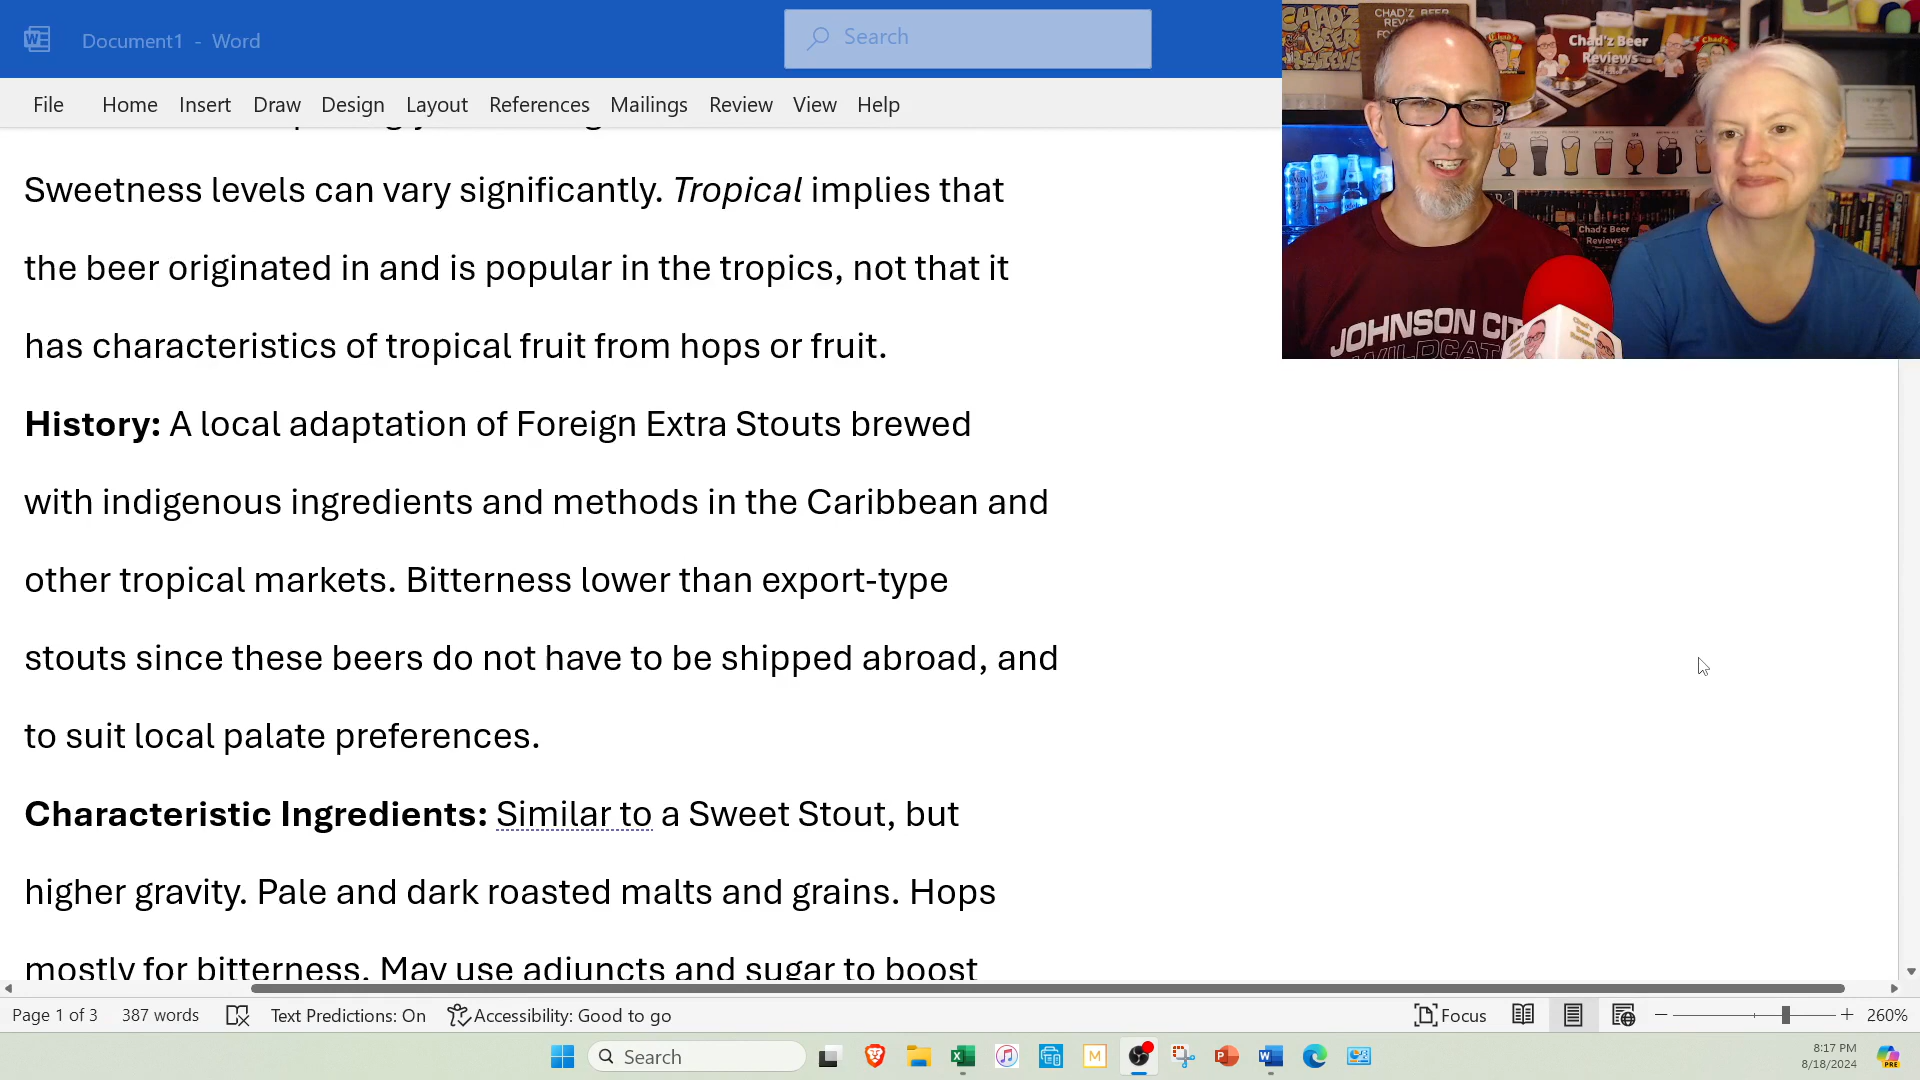 Document1 - Word
Search
File Home Insert Draw Design Layout References Mailings Review View Help
Sweetness levels can vary significantly. Tropical implies that
the beer originated in and is popular in the tropics, not that it
has characteristics of tropical fruit from hops or fruit.
History: A local adaptation of Foreign Extra Stouts brewed
with indigenous ingredients and methods in the Caribbean and
other tropical markets. Bitterness lower than export-type
stouts since these beers do not have to be shipped abroad, and
to suit local palate preferences.
Characteristic Ingredients: Similar to a Sweet Stout, but
higher gravity. Pale and dark roasted malts and grains. Hops
mostly for bitterness. May use adjuncts and sugar to boost
CHAD'Z BEER
Chad'z Beer
Reviews
Chad'z Beer
Reviews
JOHNSON CIT
WILDCATS
Page 1 of 3 387 words Text Predictions: On Accessibility: Good to go Focus 260%
Search
8:17 PM
8/18/2024